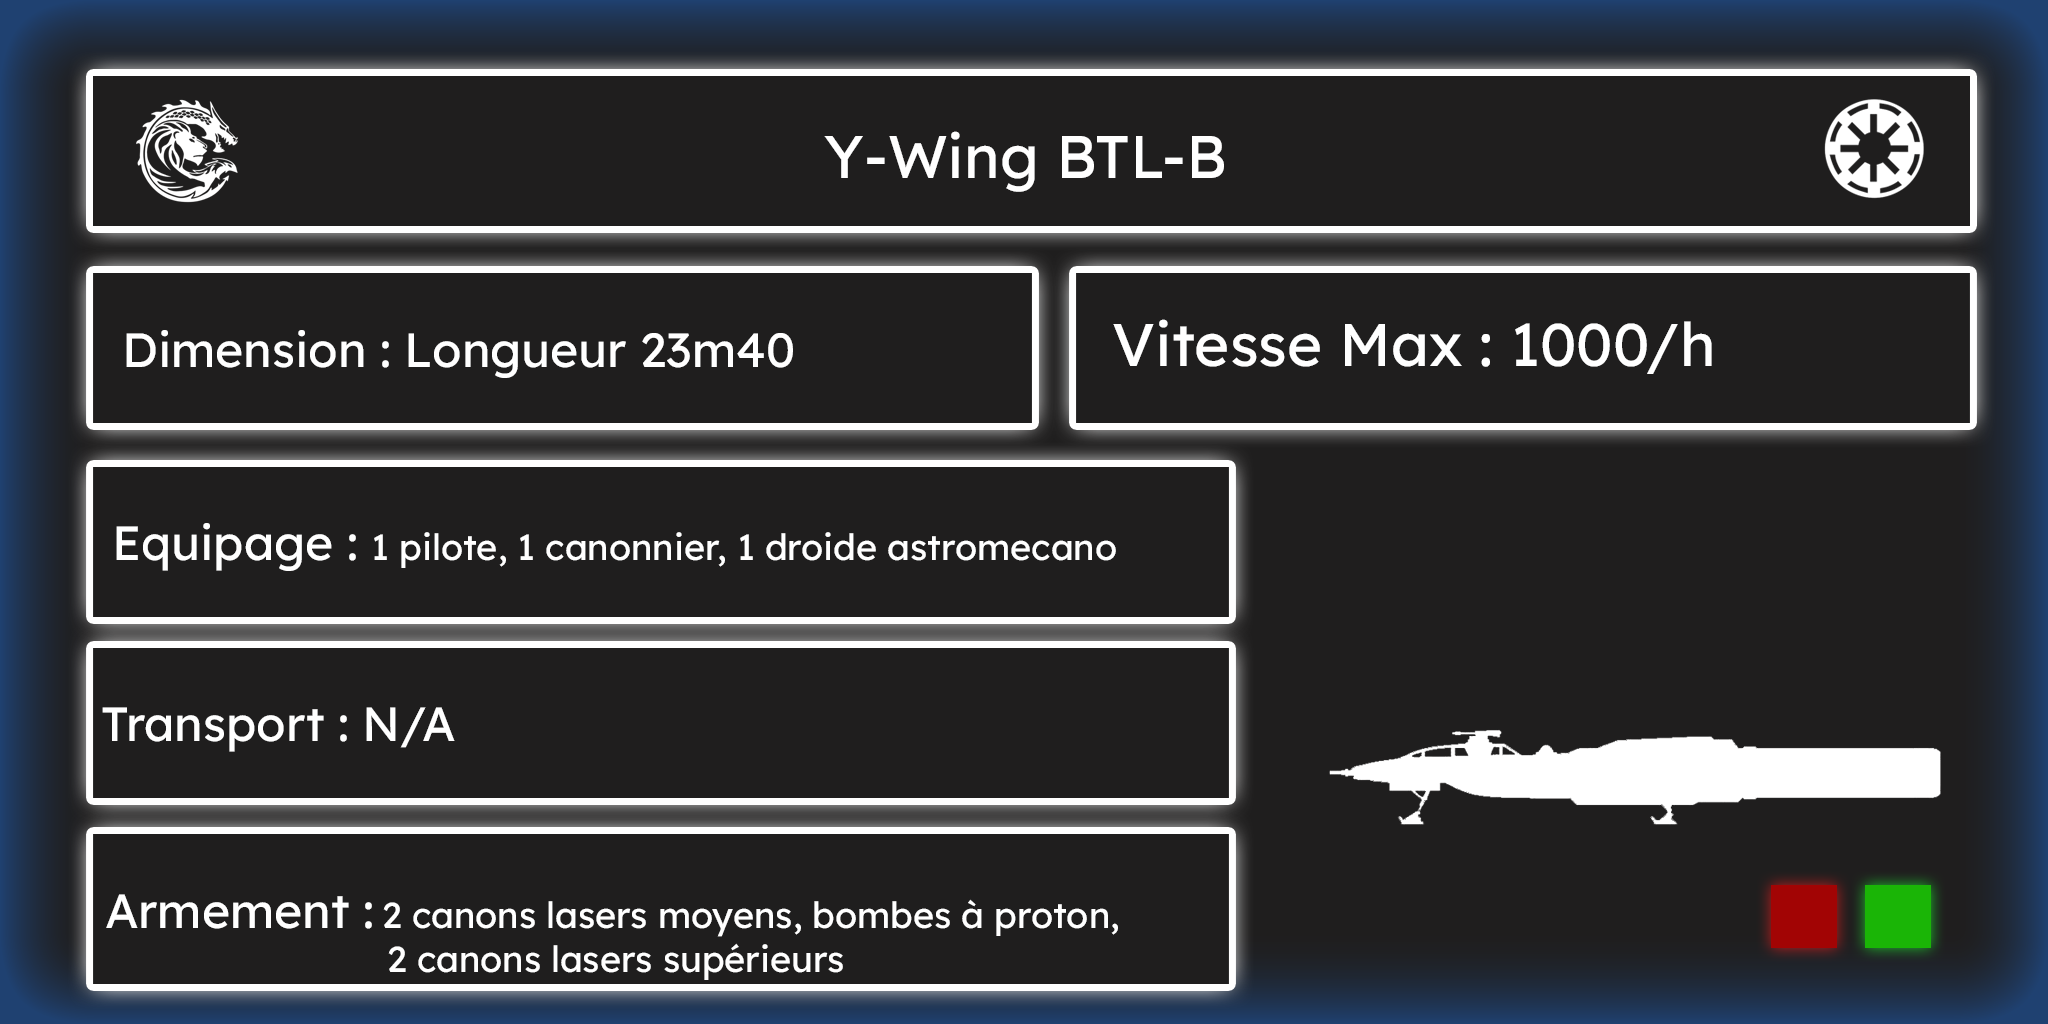 Y-Wing BTL-B
Dimension : Longueur 23m40
Vitesse Max : 1000/h
Equipage : 1 pilote, 1 canonnier, 1 droide astromecano
Transport : N/A
Armement : 2 canons lasers moyens, bombes à proton,
2 canons lasers supérieurs